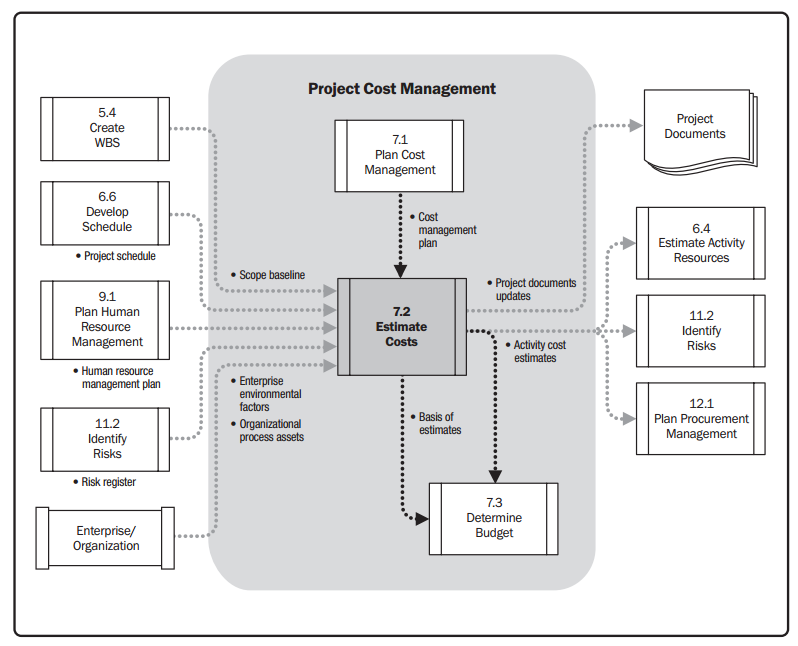 Project Cost Management
5.4
Create
WBS
6.6
Develop
Schedule
• Project schedule
9.1
Plan Human
Resource
Management
• Human resource
management plan
11.2
Identify
Risks
• Risk register
Enterprise/
Organization
7.1
Plan Cost
Management
• Cost
management
plan
• Scope baseline
7.2
Estimate
Costs
• Enterprise
environmental
factors
• Organizational
process assets
• Project documents
updates
• Activity cost
estimates
• Basis of
estimates
7.3
Determine
Budget
Project
Documents
6.4
Estimate Activity
Resources
11.2
Identify
Risks
12.1
Plan Procurement
Management